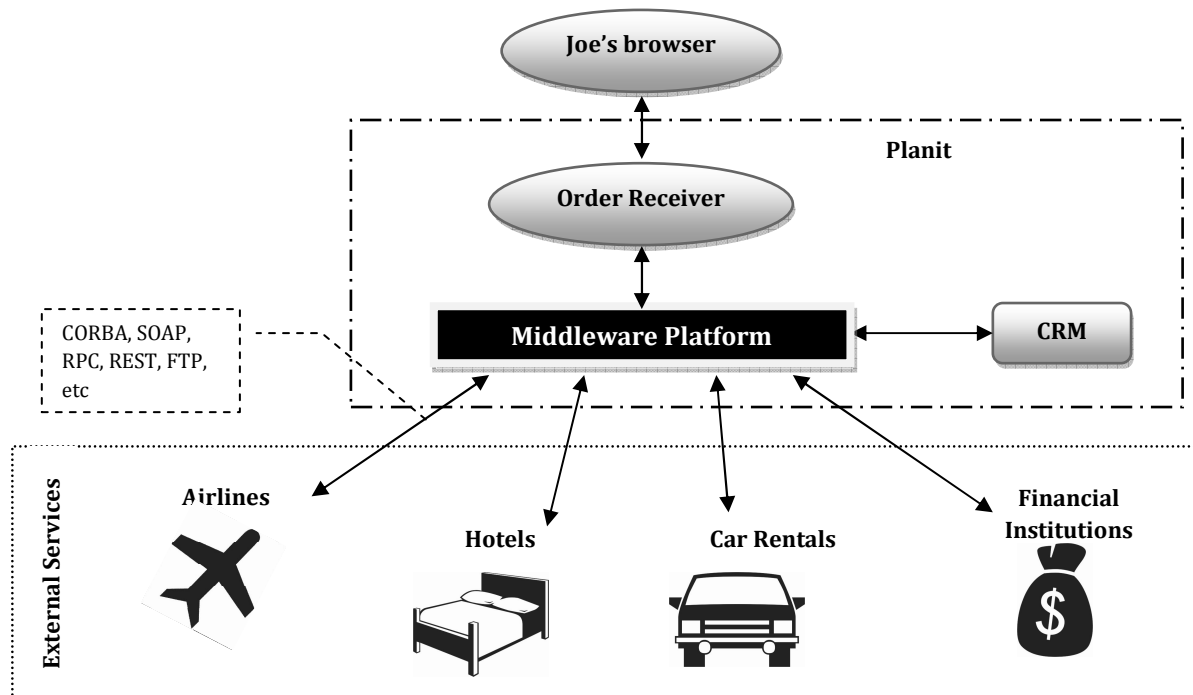 Joe's browser
Planit
Order Receiver
CORBA, SOAP,
RPC, REST, FTP,
etc
Middleware Platform
CRM
External Services
Airlines
Hotels
Car Rentals
Financial
Institutions
$